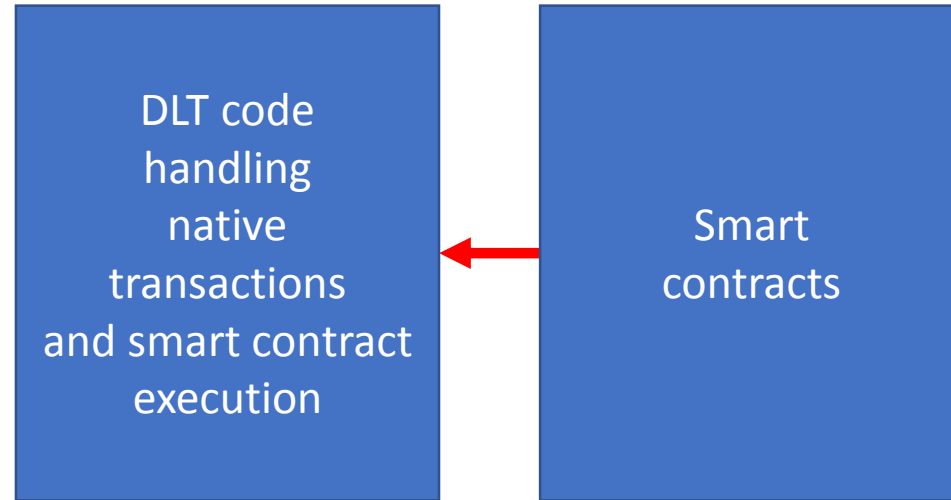 DLT code
handling
native
transactions
and smart contract
execution
Smart
contracts